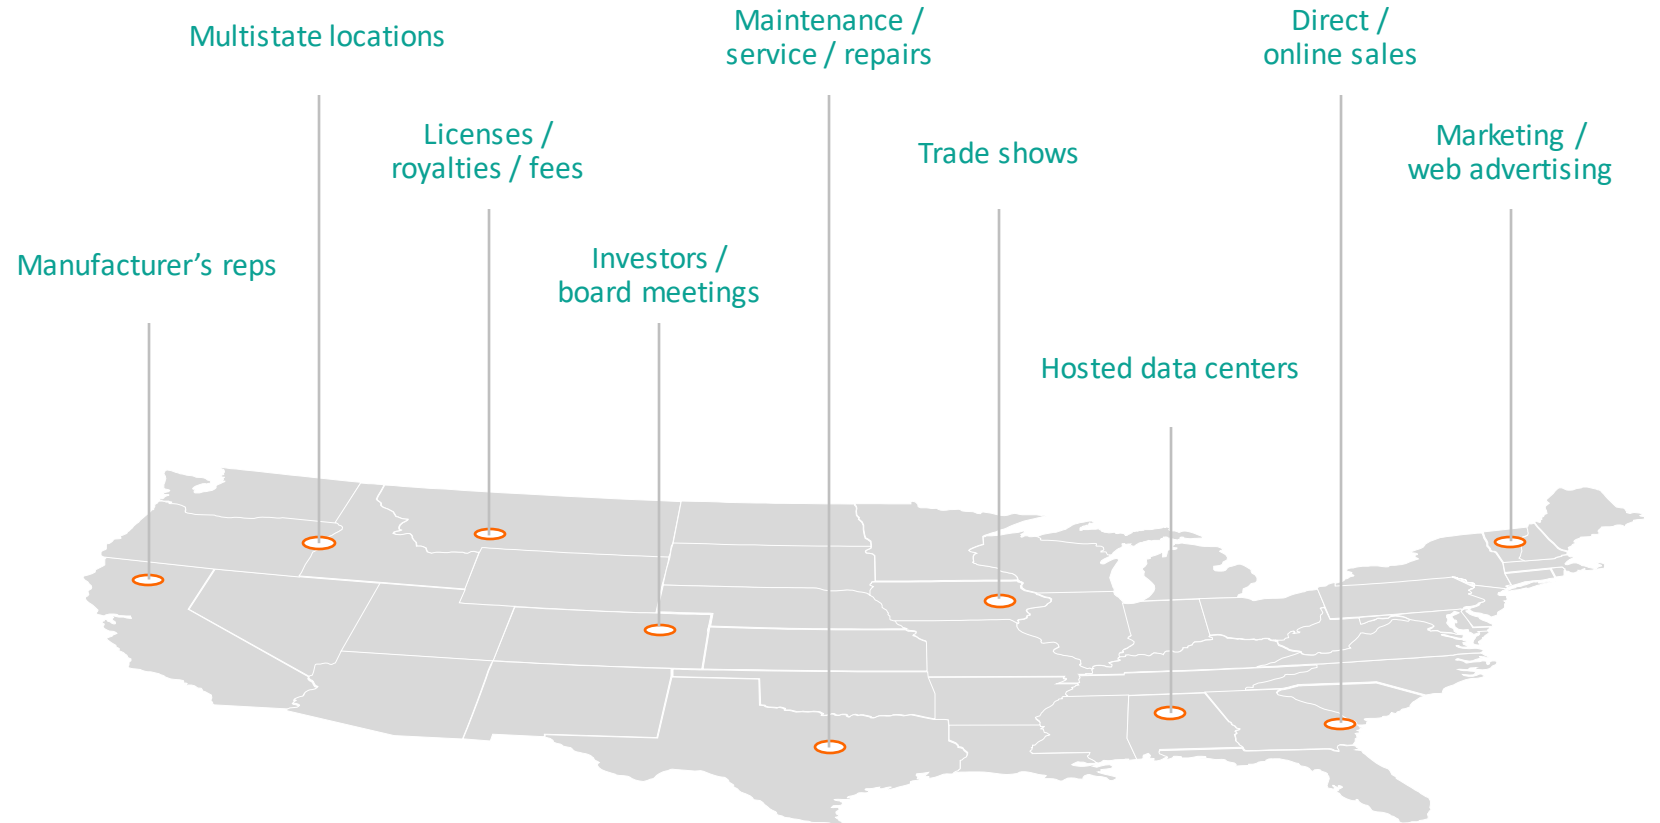 Multistate locations
Maintenance /
service / repairs
Direct /
online sales
Licenses /
royalties / fees
Trade shows
Marketing /
web advertising
Manufacturer’s reps
Investors /
board meetings
Hosted data centers